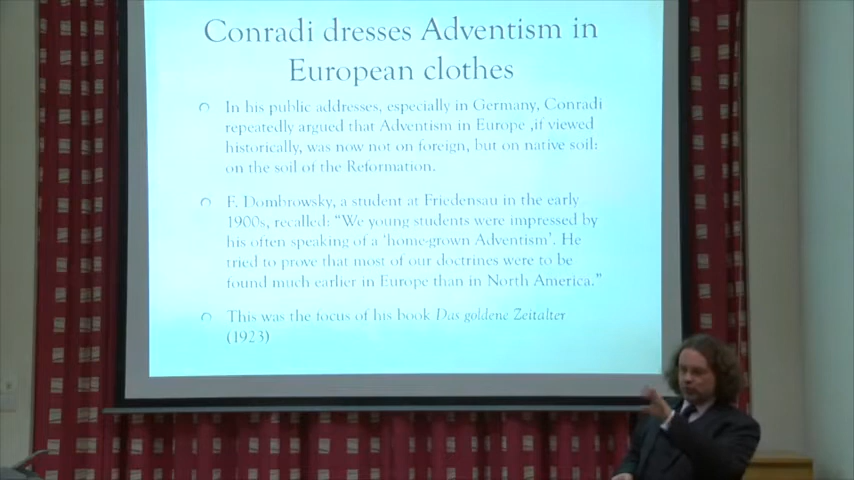 Conradi dresses Adventism in
European clothes
In his public addresses, especially in Germany, Conradi
repeatedly argued that Adventism in Europe ,if viewed
historically, was now not on foreign, but on native soil:
on the soil of the Reformation.
F. Dombrowsky, a student at Friedensau in the early
1900s, recalled: “We young students were impressed by
his often speaking of a ‘home-grown Adventism’. He
tried to prove that most of our doctrines were to be
found much earlier in Europe than in North America.”
This was the focus of his book Das goldene Zeitalter
(1923)